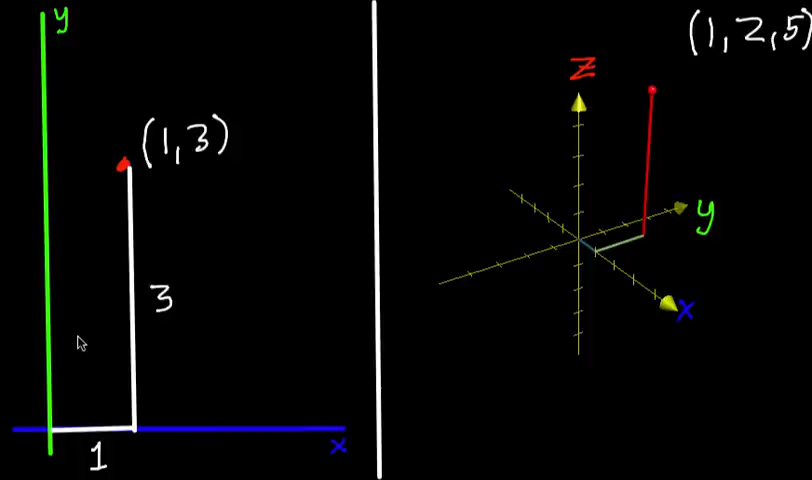 y
(1,3)
3
1
x
(1,2,5)
z
y
x